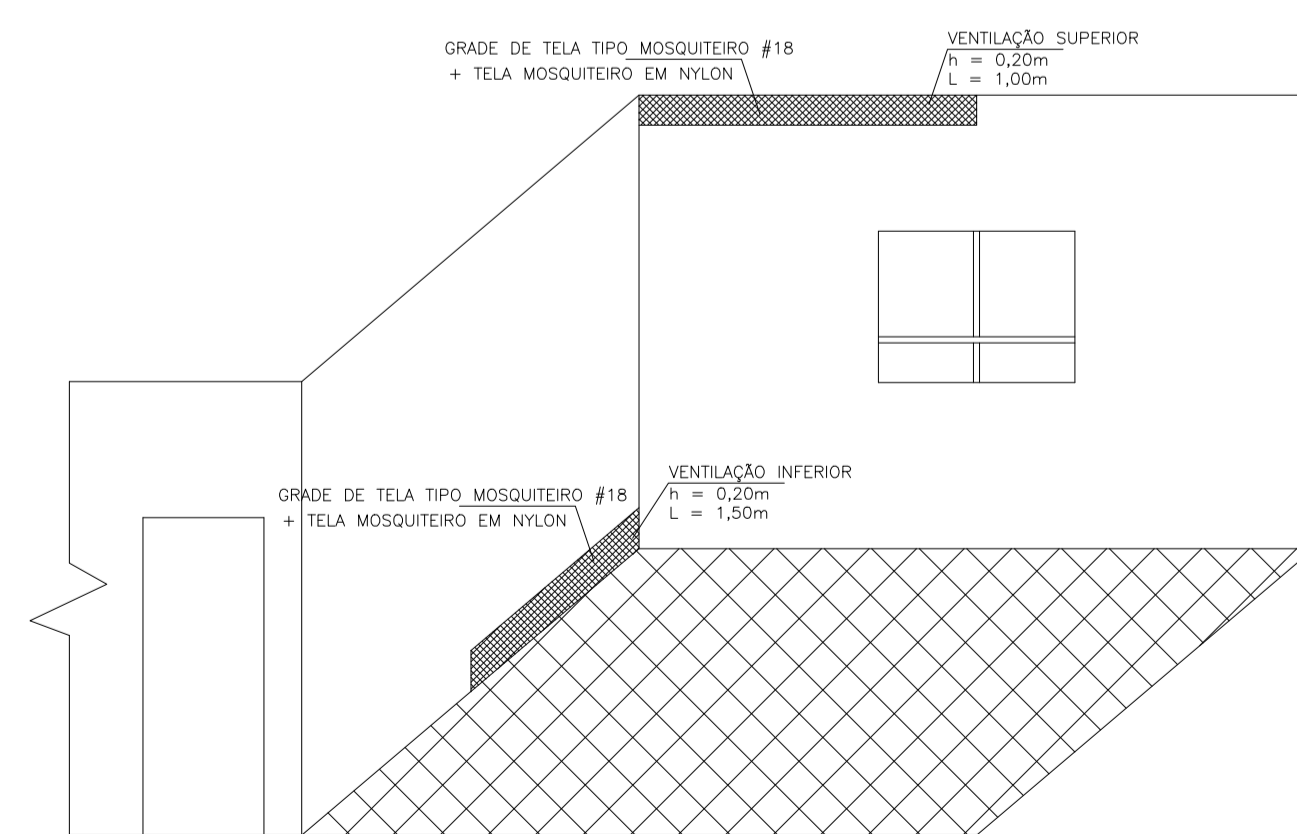 GRADE DE TELA TIPO MOSQUITEIRO #18
+ TELA MOSQUITEIRO EM NYLON
VENTILAÇÃO SUPERIOR
h = 0,20m
L = 1,00m
GRADE DE TELA TIPO MOSQUITEIRO #18
+ TELA MOSQUITEIRO EM NYLON
VENTILAÇÃO INFERIOR
h = 0,20m
L = 1,50m